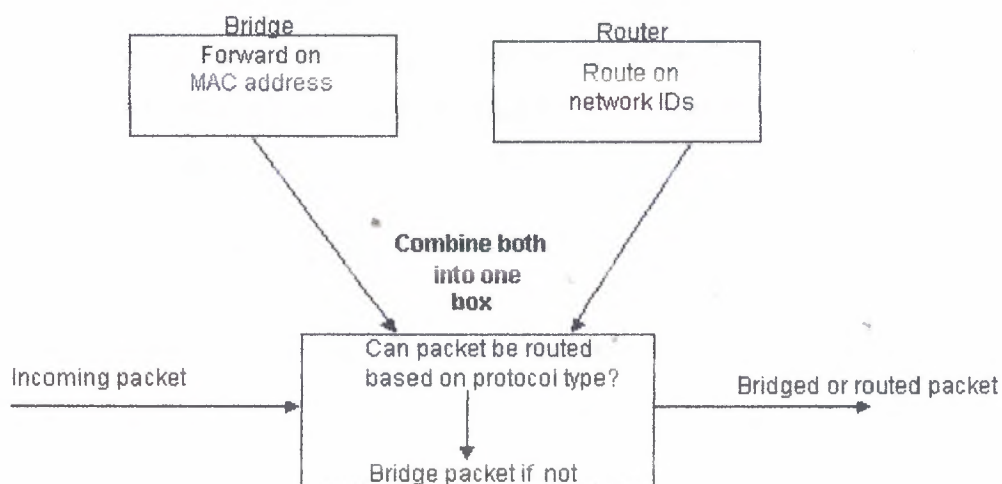 Bridge
Forward on
MAC address
Router
Route on
network IDs
Combine both
into one
box
Can packet be routed
based on protocol type?
Incoming packet
Bridged or routed packet
Bridge packet if not